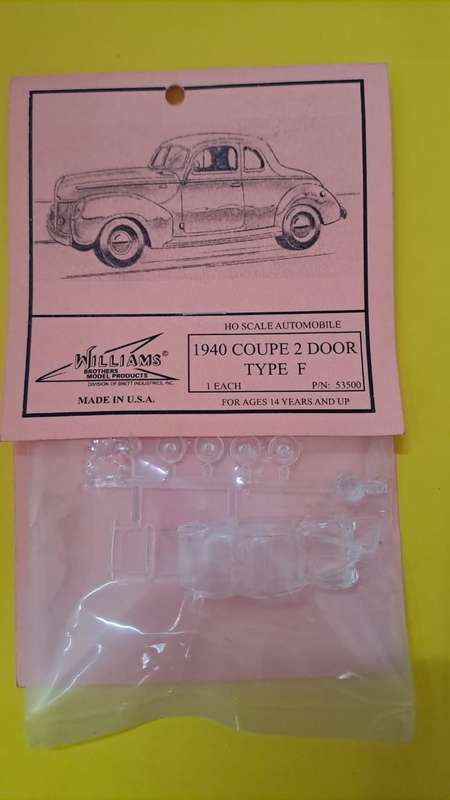 HO SCALE AUTOMOBILE
1940 COUPE 2 DOOR
TYPE F
1 EACH P/N: 53500
FOR AGES 14 YEARS AND UP
WILLIAMS©
BROTHERS
MODEL PRODUCTS
DIVISION OF BRETT INDUSTRIES, INC.
MADE IN U.S.A.